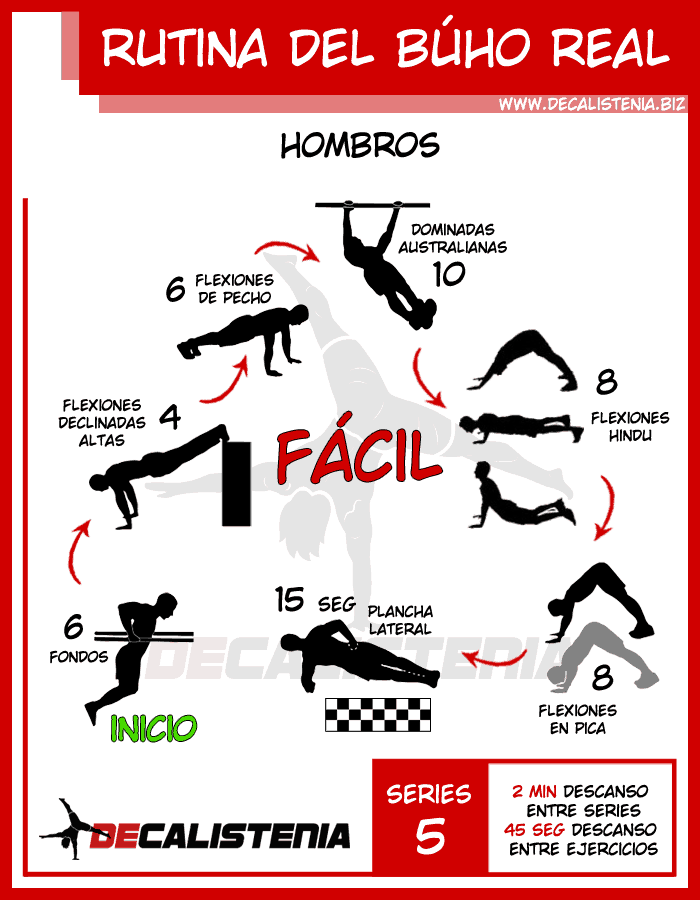 RUTINA DEL BÚHO REAL
WWW.DECALISTENIA.BIZ
HOMBROS
DOMINADAS
AUSTRALIANAS
10
6 FLEXIONES
DE PECHO
8
FLEXIONES
HINDU
FLEXIONES
DECLINADAS
ALTAS
4
FÁCIL
6
FONDOS
INICIO
15 SEG
PLANCHA
LATERAL
8
FLEXIONES
EN PICA
DECALISTENIA
DECALISTENIA
SERIES
5
2 MIN DESCANSO
ENTRE SERIES
45 SEG DESCANSO
ENTRE EJERCICIOS